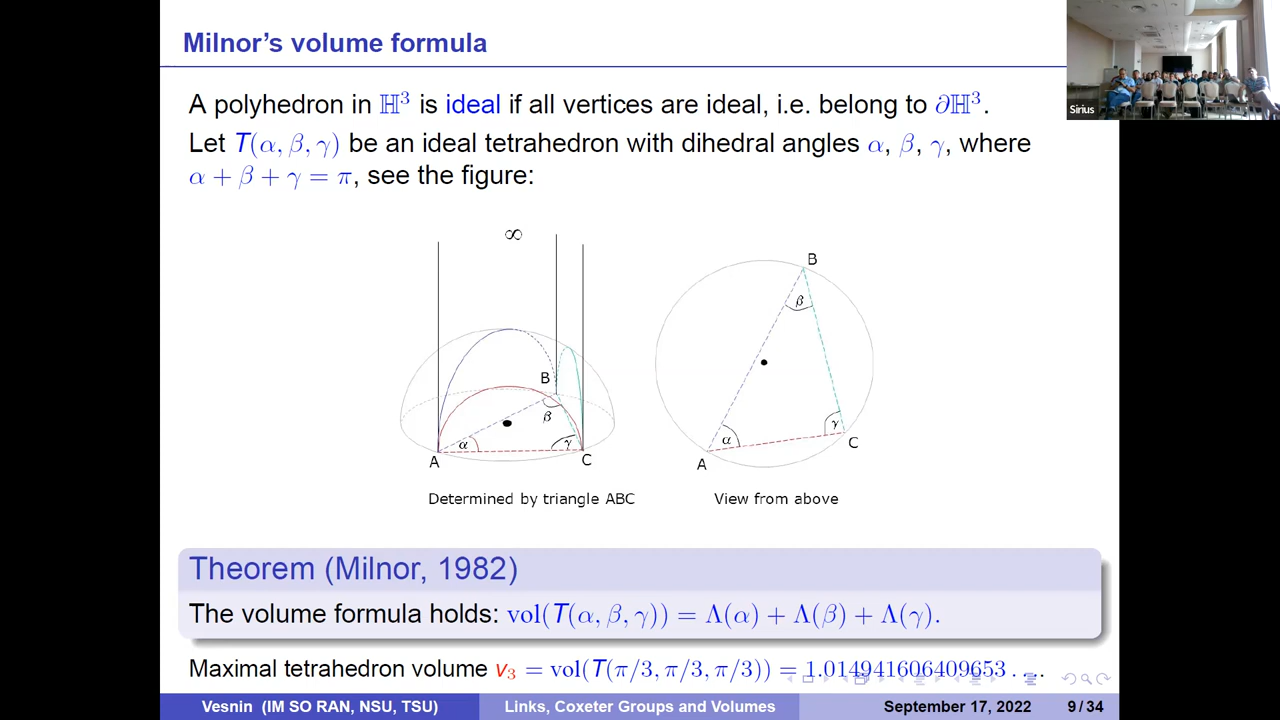 Milnor's volume formula
A polyhedron in ℍ³ is ideal if all vertices are ideal, i.e. belong to ∂ℍ³.
Let T(α, β, γ) be an ideal tetrahedron with dihedral angles α, β, γ, where
α + β + γ = π, see the figure:
∞
B
β
α
γ
A
C
Determined by triangle ABC
B
β
α
γ
A
C
View from above
Theorem (Milnor, 1982)
The volume formula holds: vol(T(α, β, γ)) = Λ(α) + Λ(β) + Λ(γ).
Maximal tetrahedron volume v₃ = vol(T(π/3, π/3, π/3)) = 1.014941606409653....
Vesnin (IM SO RAN, NSU, TSU)
Links, Coxeter Groups and Volumes
September 17, 2022
9 / 34
Sirius